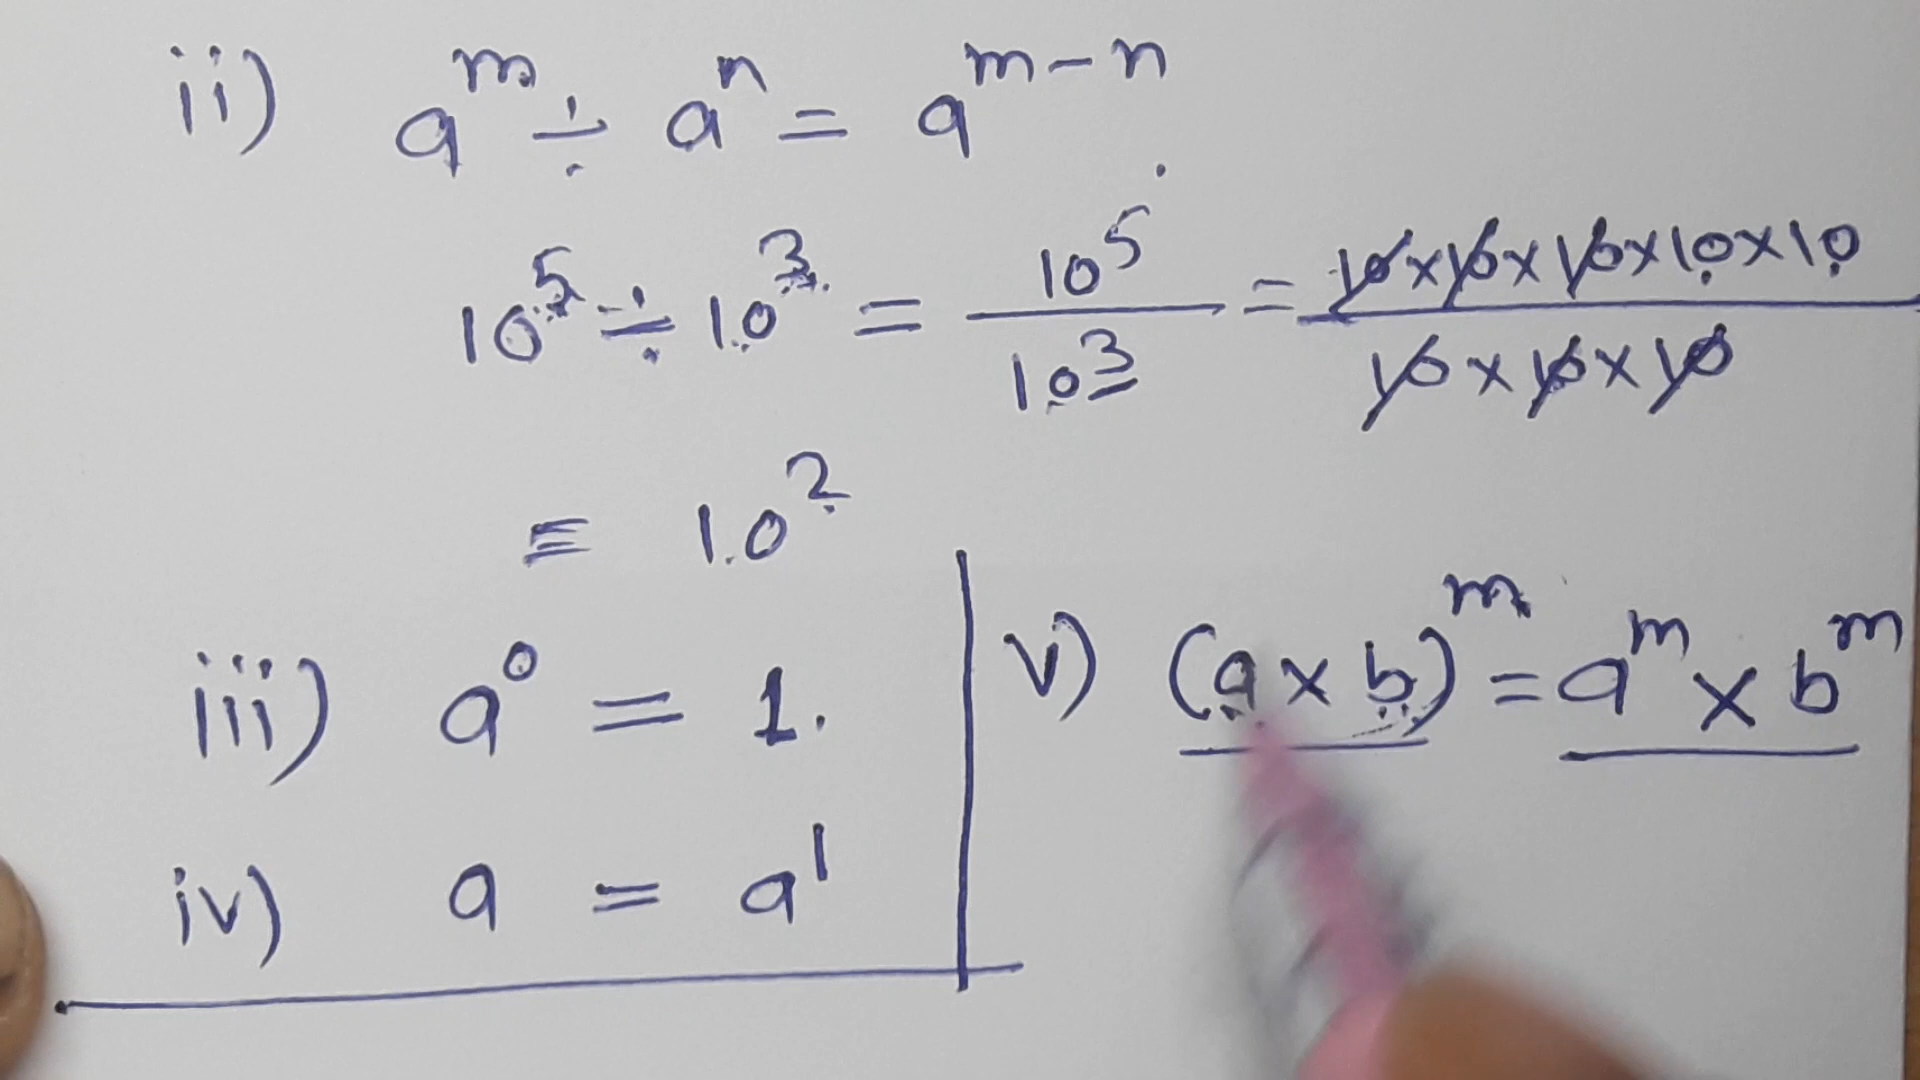 ii) a^m ÷ a^n = a^(m-n)
10^5 ÷ 10^3 = 10^5 / 10^3 = 10×10×10×10×10 / 10×10×10
= 10^2
iii) a^0 = 1.
iv) a = a^1
v) (a × b)^m = a^m × b^m